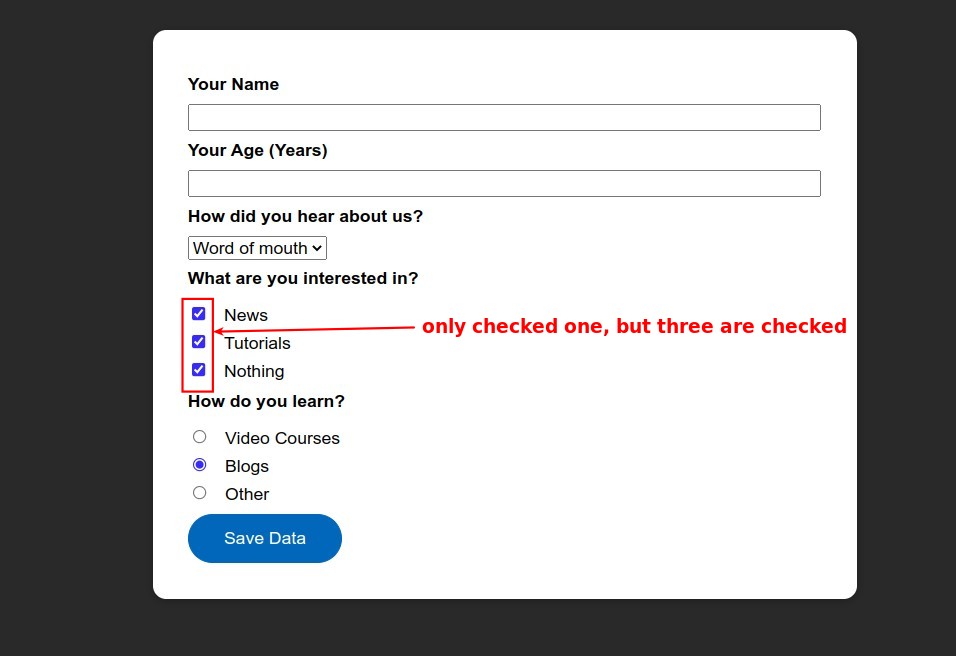 Your Name
Your Age (Years)
How did you hear about us?
Word of mouth
What are you interested in?
News
only checked one, but three are checked
Tutorials
Nothing
How do you learn?
Video Courses
Blogs
Other
Save Data